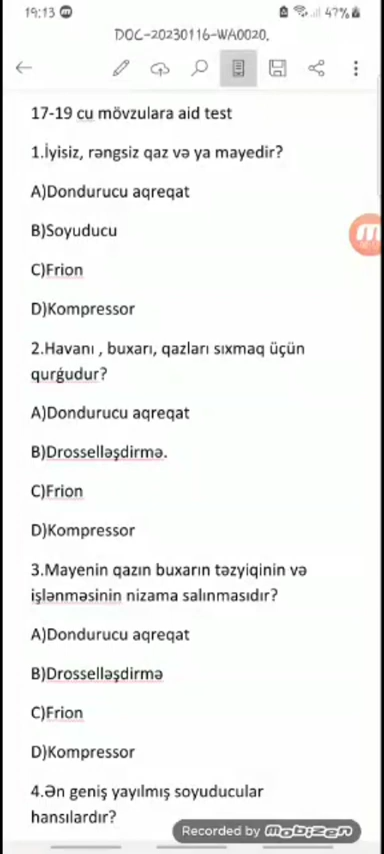 19:13
47%
DOC-20230116-WA0020.
17-19 cu mövzulara aid test
1.İyisiz, rəngsiz qaz və ya mayedir?
A)Dondurucu aqreqat
B)Soyuducu
C)Frion
D)Kompressor
2.Havanı , buxarı, qazları sıxmaq üçün
qurğudur?
A)Dondurucu aqreqat
B)Drosselləşdirmə.
C)Frion
D)Kompressor
3.Mayenin qazın buxarın təzyiqinin və
işlənməsinin nizama salınmasıdır?
A)Dondurucu aqreqat
B)Drosselləşdirmə
C)Frion
D)Kompressor
4.Ən geniş yayılmış soyuducular
hansılardır?
Recorded by mobizen